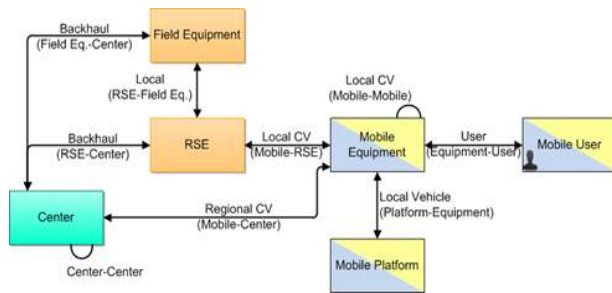 Backhaul
(Field Eq.-Center)
Field Equipment
Local
(RSE-Field Eq.)
Local CV
(Mobile-Mobile)
Backhaul
(RSE-Center)
RSE
Local CV
(Mobile-RSE)
Mobile
Equipment
User
(Equipment-User)
Mobile User
Center
Regional CV
(Mobile-Center)
Local Vehicle
(Platform-Equipment)
Center-Center
Mobile Platform